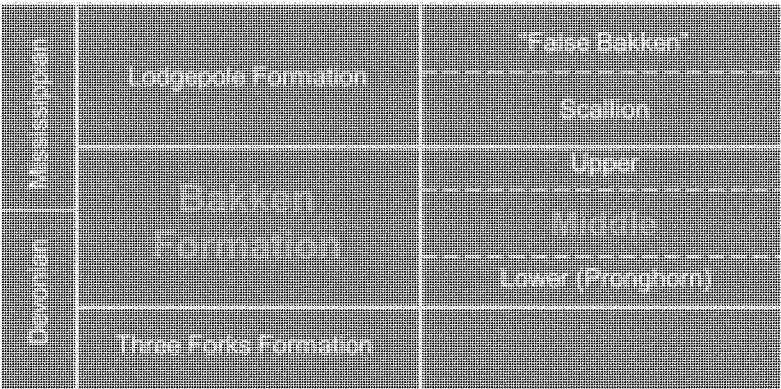 Mississippian
Lodgepole Formation
"False Bakken"
Scallion
Bakken
Formation
Upper
Middle
Lower (Pronghorn)
Devonian
Three Forks Formation